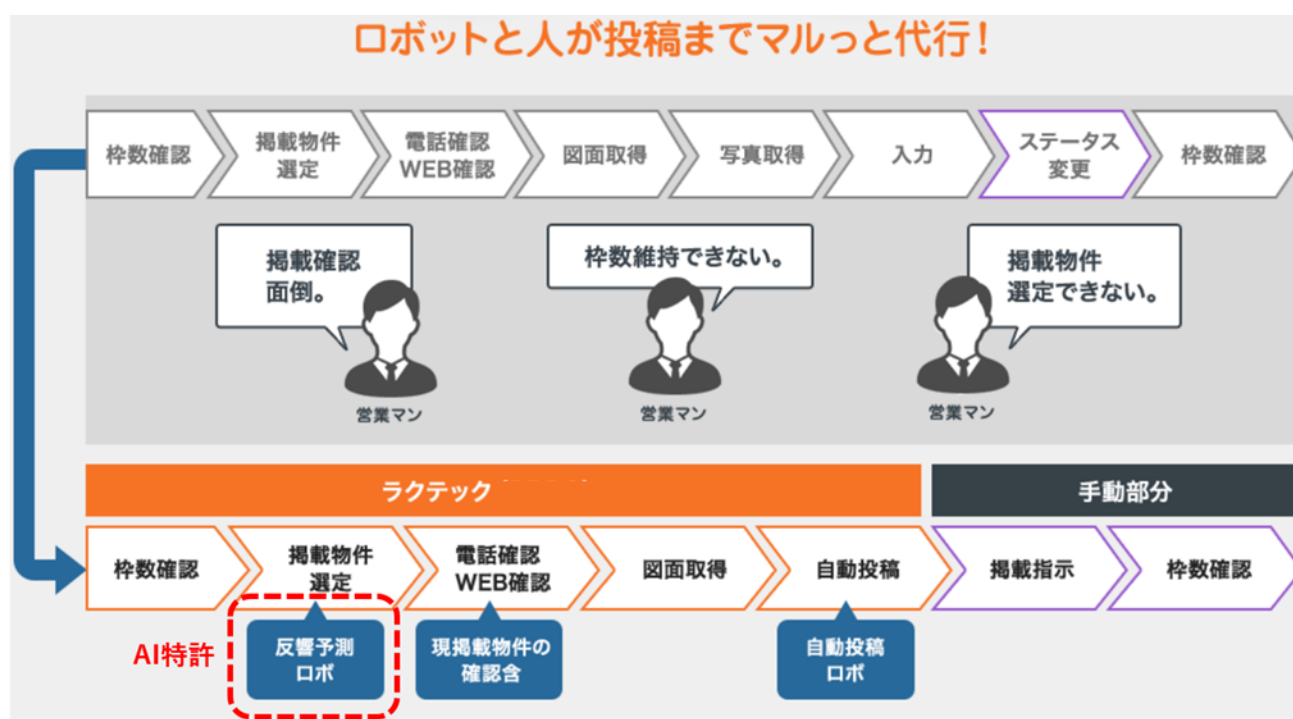 ロボットと人が投稿までマルっと代行！
枠数確認
掲載物件
選定
電話確認
WEB確認
図面取得
写真取得
入力
ステータス
変更
枠数確認
掲載確認
面倒。
営業マン
枠数維持できない。
営業マン
掲載物件
選定できない。
営業マン
ラクテック
手動部分
枠数確認
掲載物件
選定
電話確認
WEB確認
図面取得
自動投稿
掲載指示
枠数確認
AI特許
反響予測
ロボ
現掲載物件の
確認含
自動投稿
ロボ